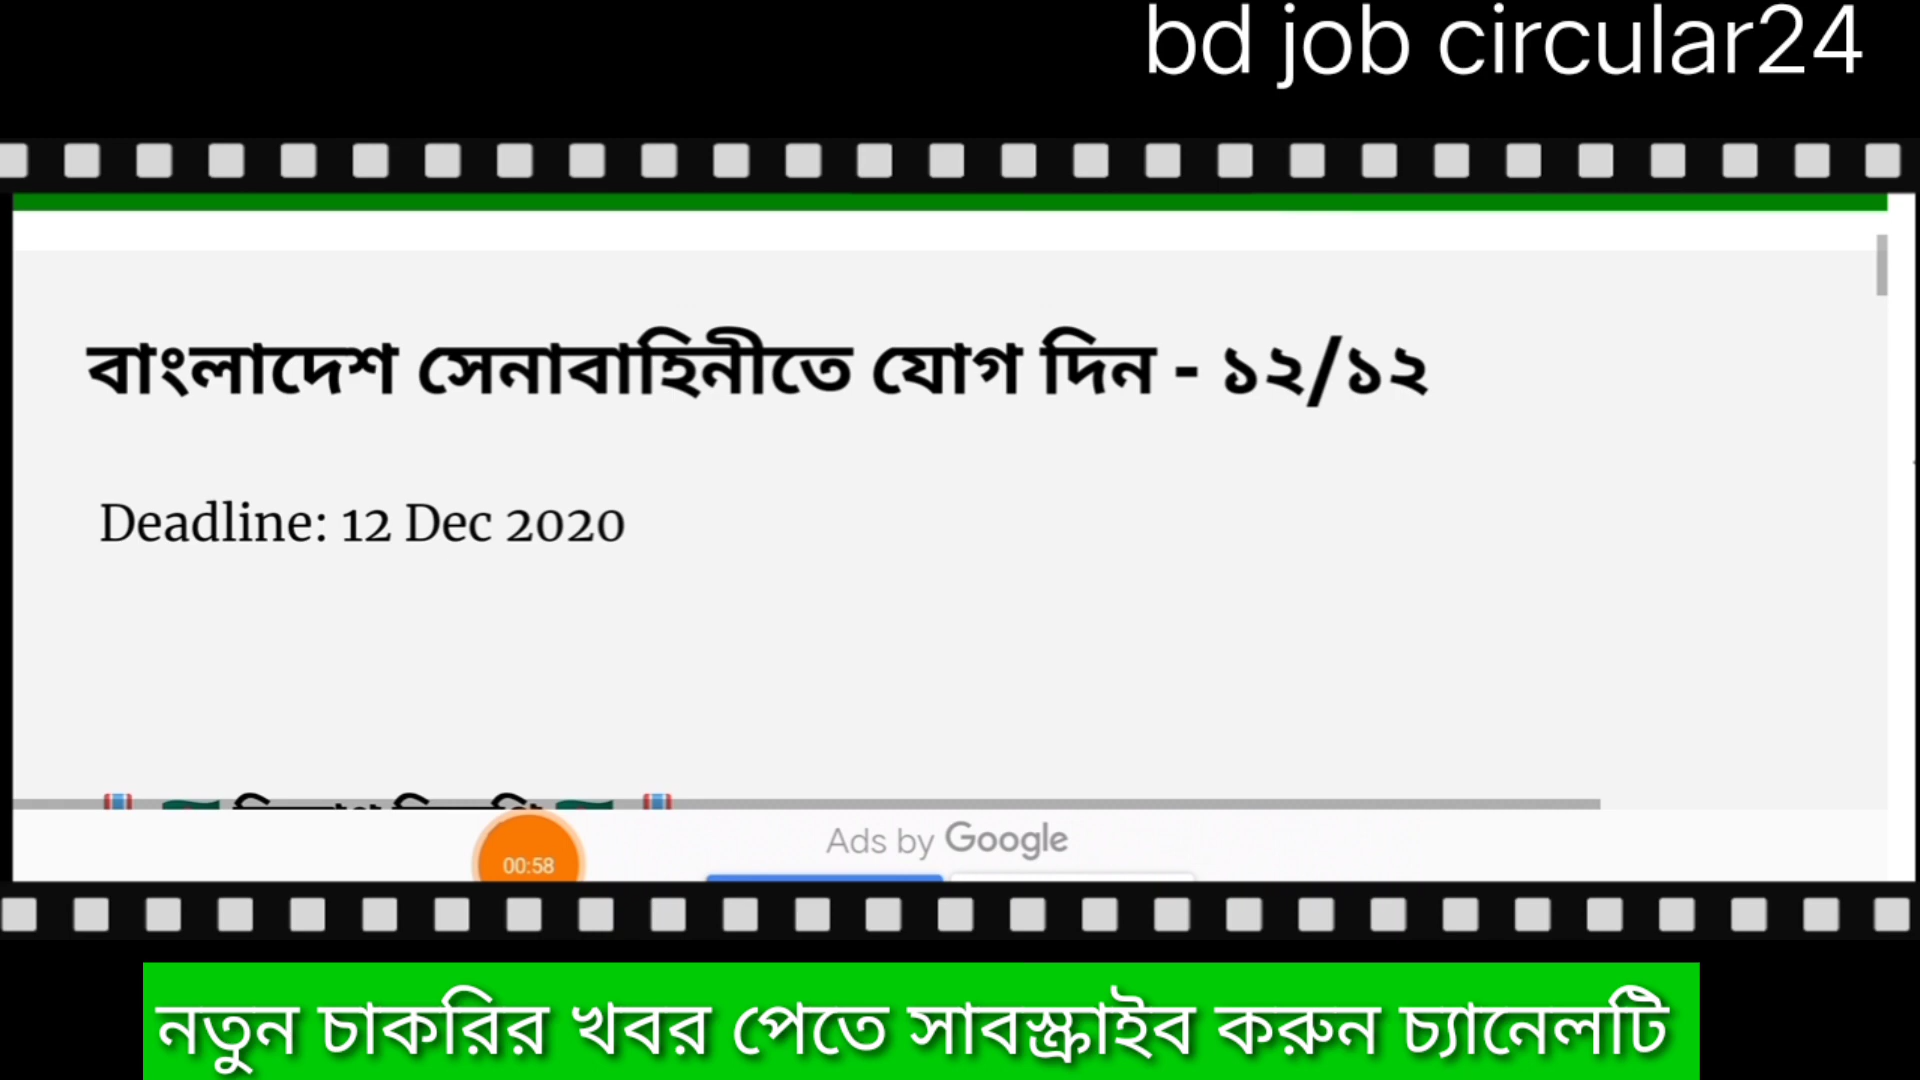 bd job circular24
বাংলাদেশ সেনাবাহিনীতে যোগ দিন - ১২/১২
Deadline: 12 Dec 2020
Ads by Google
00:58
নতুন চাকরির খবর পেতে সাবস্ক্রাইব করুন চ্যানেলটি